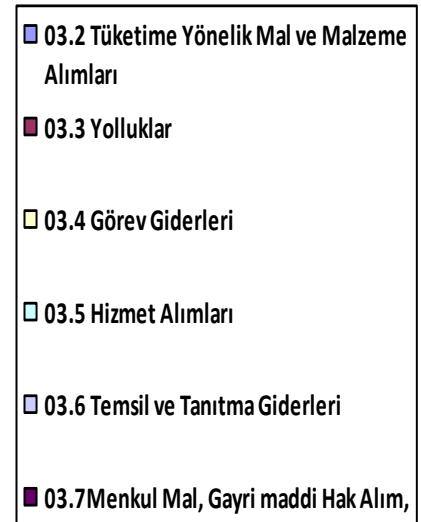 03.2 Tüketime Yönelik Mal ve Malzeme
Alımları
03.3 Yolluklar
03.4 Görev Giderleri
03.5 Hizmet Alımları
03.6 Temsil ve Tanıtma Giderleri
03.7Menkul Mal, Gayri maddi Hak Alım,